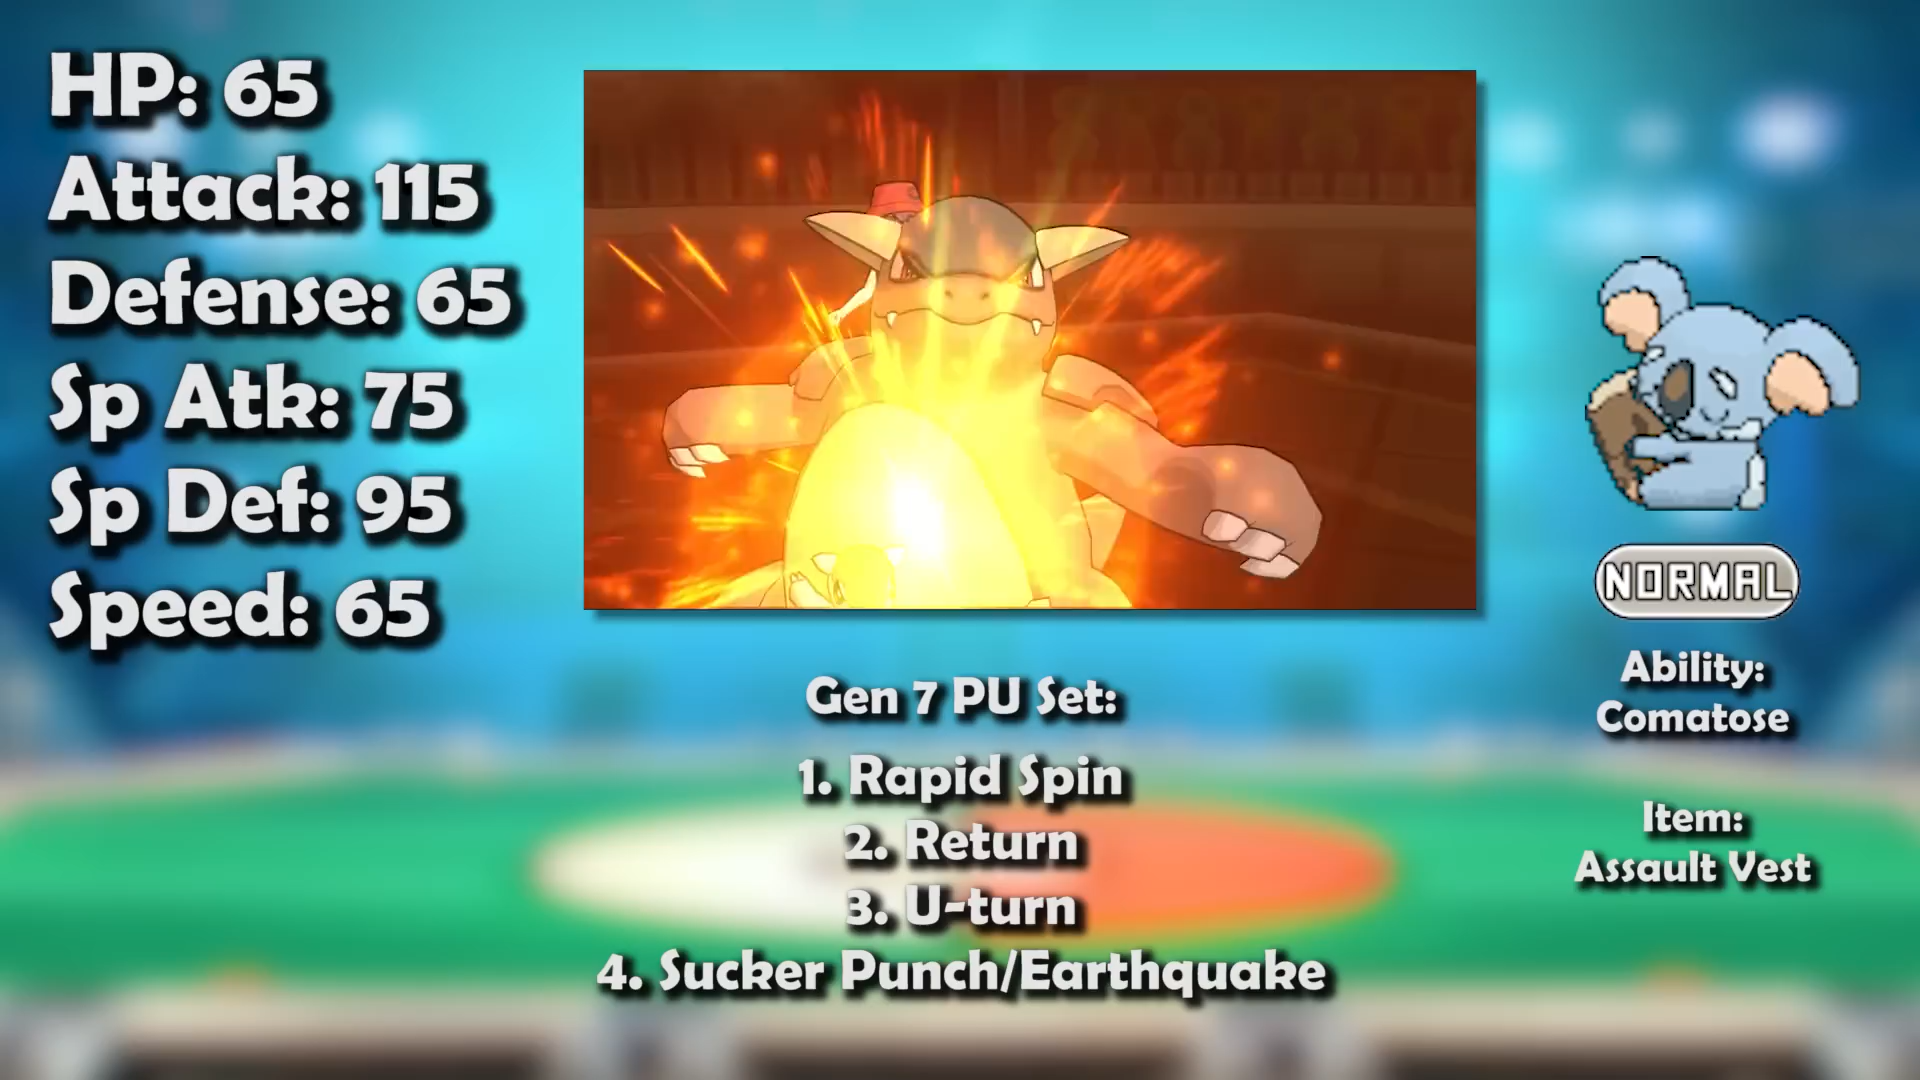 HP: 65
Attack: 115
Defense: 65
Sp Atk: 75
Sp Def: 95
Speed: 65
Gen 7 PU Set:
1. Rapid Spin
2. Return
3. U-turn
4. Sucker Punch/Earthquake
NORMAL
Ability:
Comatose
Item:
Assault Vest